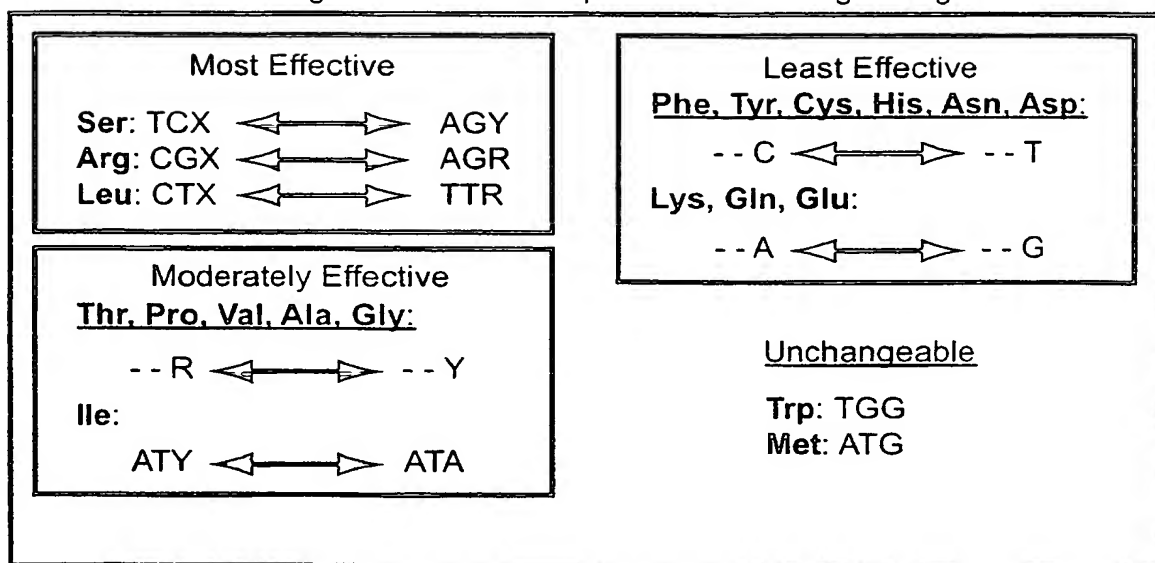 Most Effective
Ser: TCX AGY
Arg: CGX AGR
Leu: CTX TTR
Moderately Effective
Thr, Pro, Val, Ala, Gly:
- - R - - Y
Ile:
ATY ATA
Least Effective
Phe, Tyr, Cys, His, Asn, Asp:
- - C - - T
Lys, Gln, Glu:
- - A - - G
Unchangeable
Trp: TGG
Met: ATG